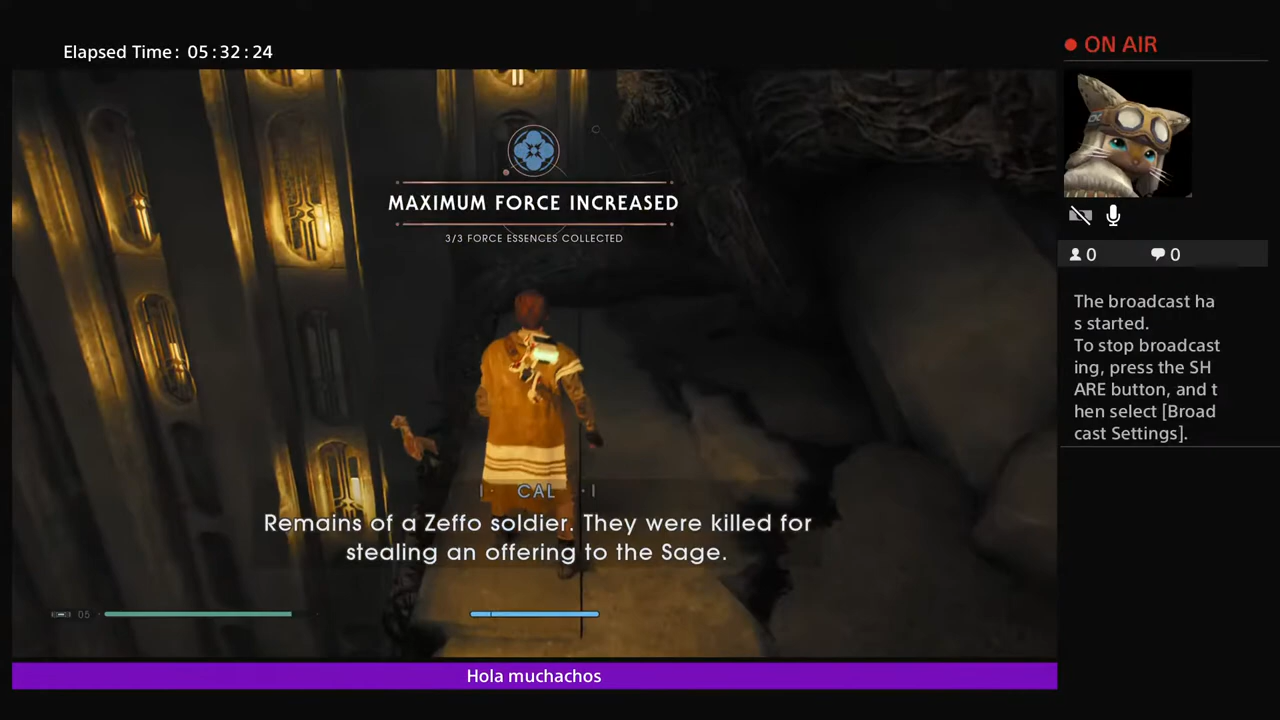 Elapsed Time: 05:32:24
ON AIR
MAXIMUM FORCE INCREASED
3/3 FORCE ESSENCES COLLECTED
0 0
The broadcast ha
s started.
To stop broadcast
ing, press the SH
ARE button, and t
hen select [Broad
cast Settings].
CAL
Remains of a Zeffo soldier. They were killed for
stealing an offering to the Sage.
05
Hola muchachos